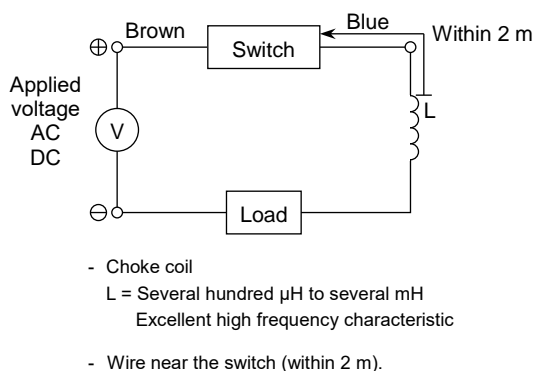 Brown
Switch
Blue
Within 2 m
⊕
Applied
voltage
AC
DC
V
L
⊖
Load
- Choke coil
L = Several hundred μH to several mH
Excellent high frequency characteristic
- Wire near the switch (within 2 m).